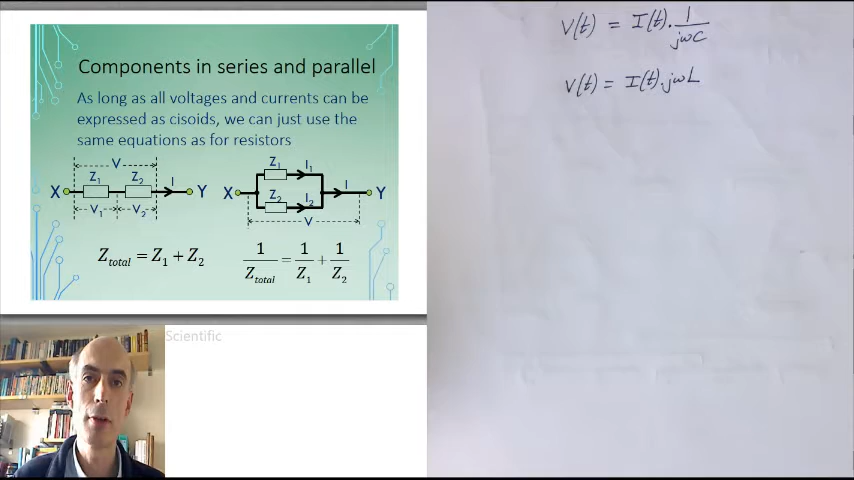 Components in series and parallel
As long as all voltages and currents can be
expressed as cisoids, we can just use the
same equations as for resistors
V
Z₁ Z₂
X I Y
V₁ V₂
Z₁ I₁
X Z₂ I₂ I Y
V
Z_total = Z₁ + Z₂
1/Z_total = 1/Z₁ + 1/Z₂
Scientific
V(t) = I(t) · 1/jωC
V(t) = I(t) · jωL